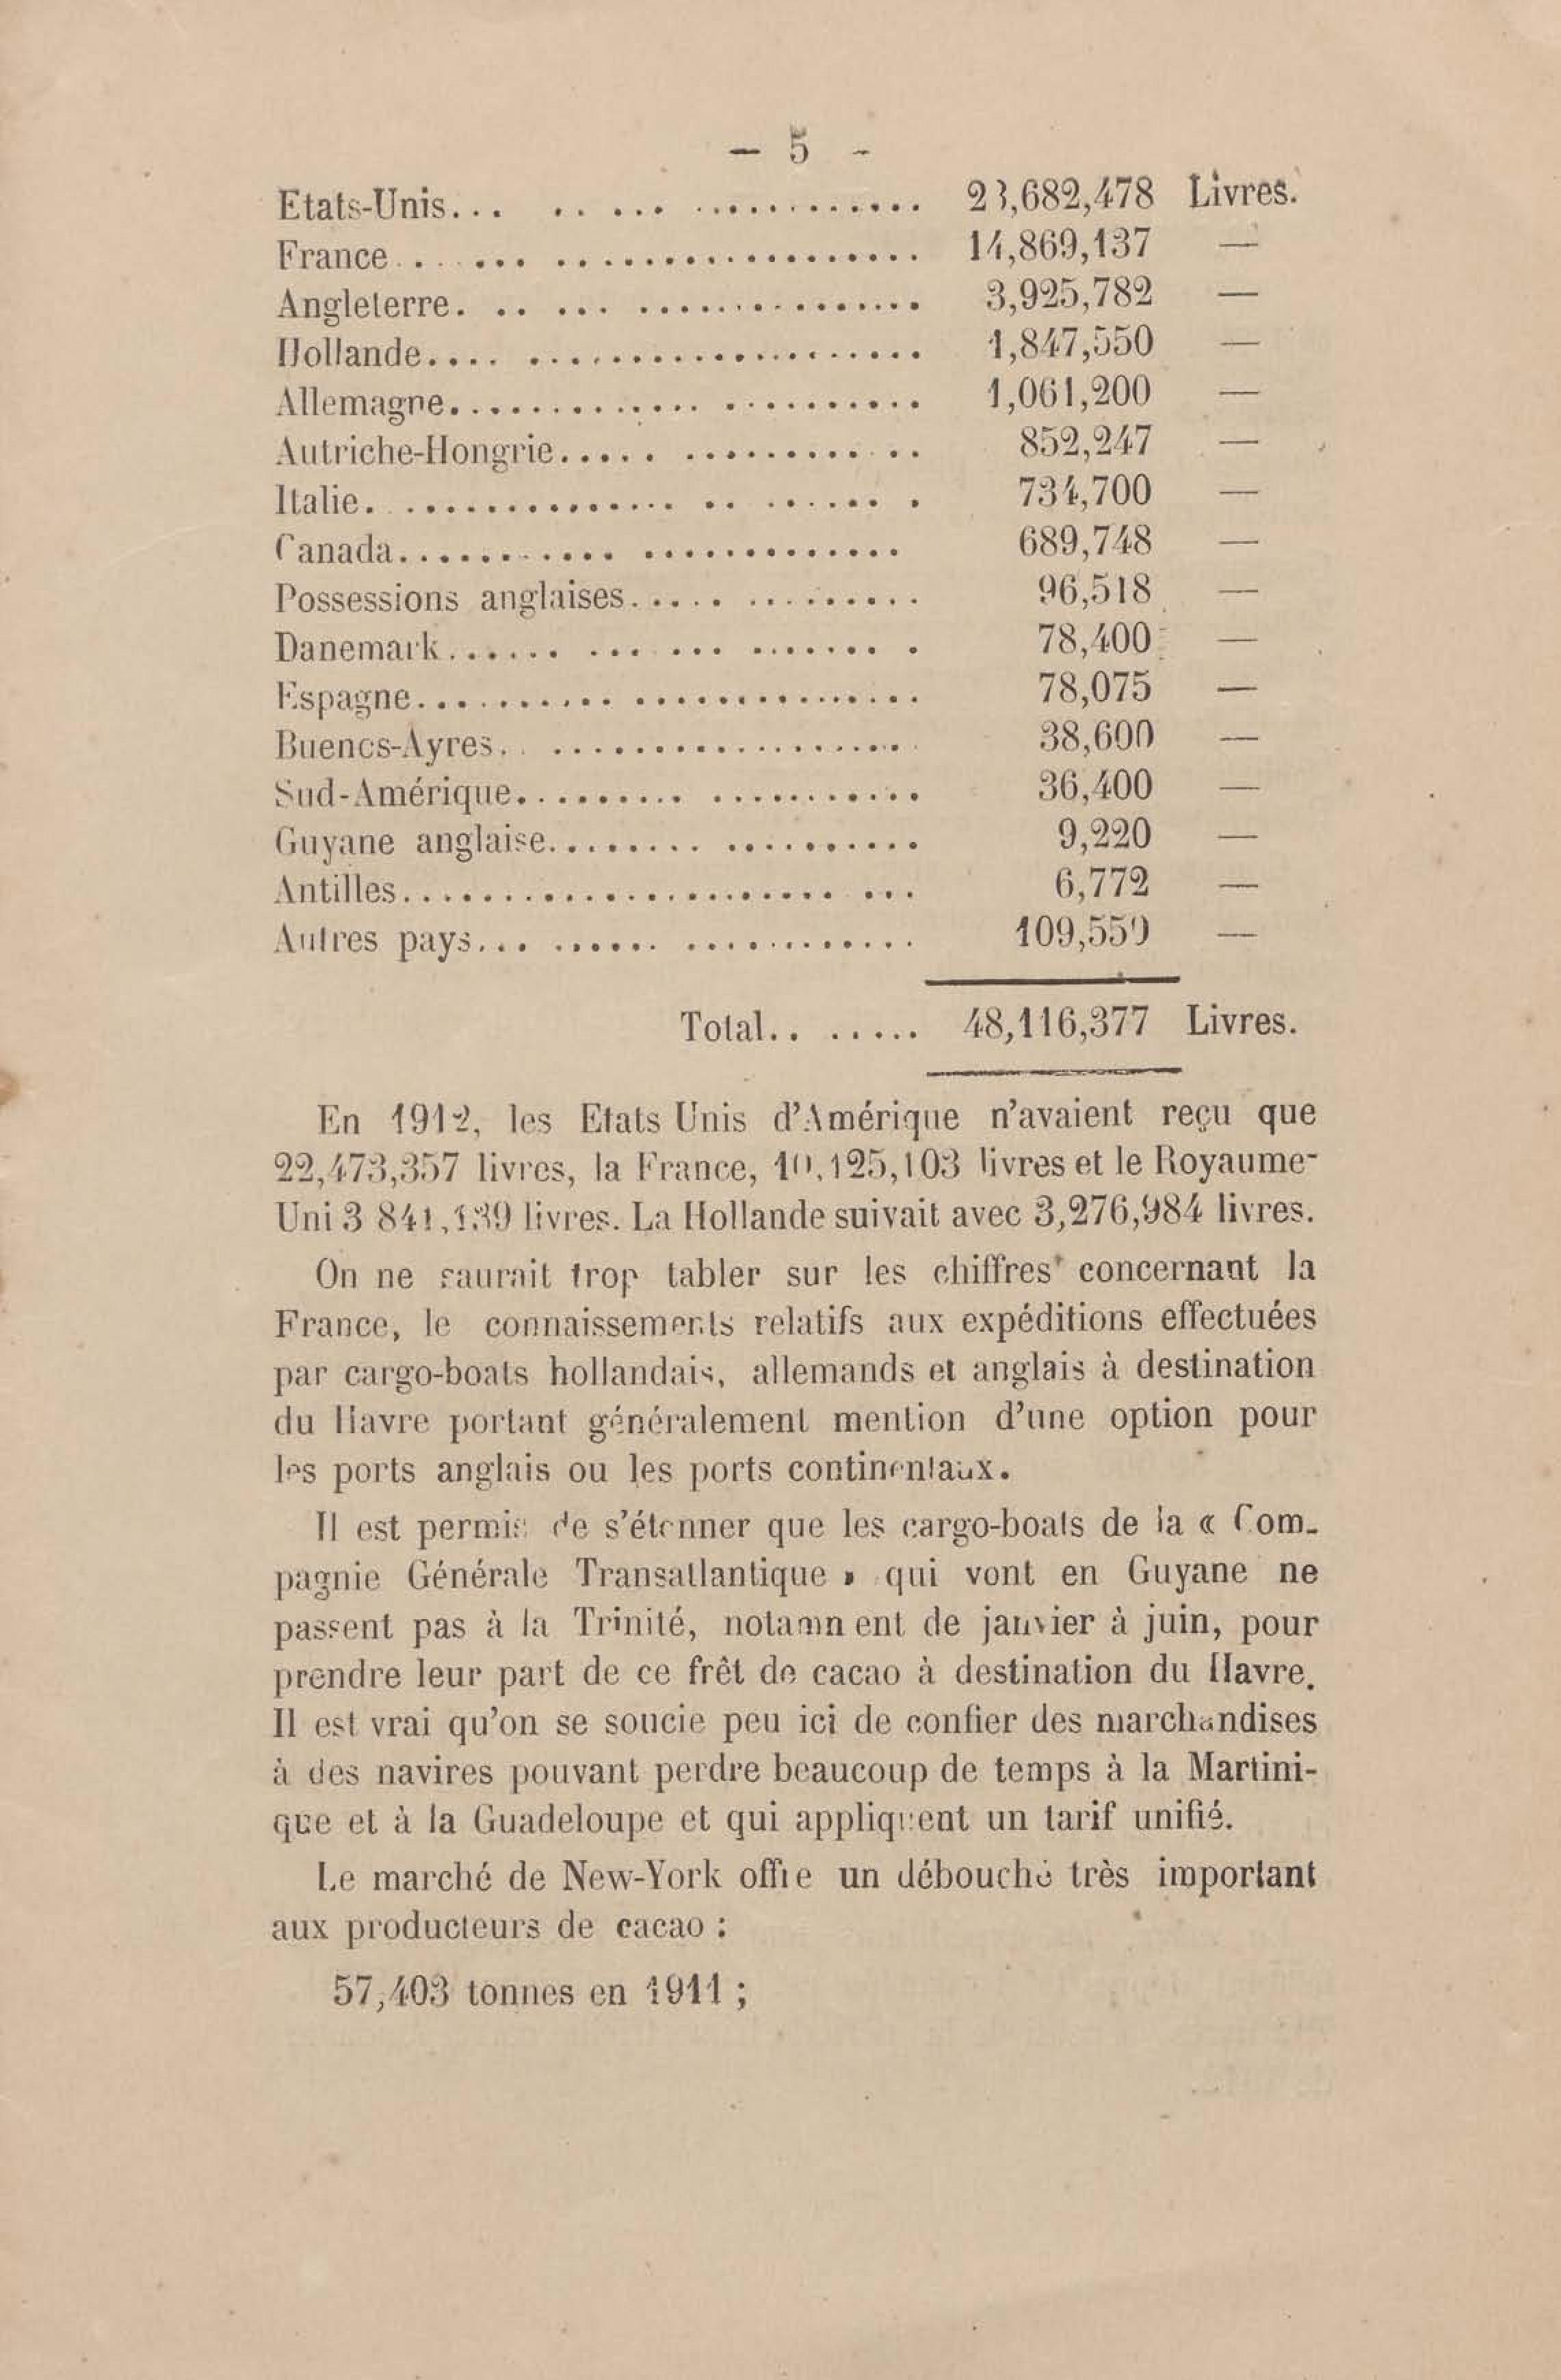 — 5 -
Etats-Unis... .. ... ............ 23,682,478 Livres.
France... ... .................. 14,869,137 —
Angleterre. .. ... .............. 3,925,782 —
Hollande.... .................... 1,847,550 —
Allemagne............. .......... 1,061,200 —
Autriche-Hongrie..... ............ 852,247 —
Italie. .............. .. ....... . 734,700 —
Canada........... ............. 689,748 —
Possessions anglaises..... ......... 96,518 —
Danemark...... ... ... ....... . 78,400 —
Espagne.......... .............. 78,075 —
Buenos-Ayres.. .................. 38,600 —
Sud-Amérique......... ........... 36,400 —
Guyane anglaise........ .......... 9,220 —
Antilles...................... ... 6,772 —
Autres pays... ...... ............ 109,550 —
Total.. ..... 48,116,377 Livres.
En 1912, les Etats Unis d'Amérique n'avaient reçu que
22,473,357 livres, la France, 10,125,103 livres et le Royaume-
Uni 3 841,139 livres. La Hollande suivait avec 3,276,984 livres.
On ne saurait trop tabler sur les chiffres concernant la
France, le connaissements relatifs aux expéditions effectuées
par cargo-boats hollandais, allemands et anglais à destination
du Havre portant généralement mention d'une option pour
les ports anglais ou les ports continentaux.
Il est permis de s'étonner que les cargo-boats de la « Com-
pagnie Générale Transatlantique » qui vont en Guyane ne
passent pas à la Trinité, notamment de janvier à juin, pour
prendre leur part de ce frêt de cacao à destination du Havre.
Il est vrai qu'on se soucie peu ici de confier des marchandises
à des navires pouvant perdre beaucoup de temps à la Martini-
que et à la Guadeloupe et qui appliquent un tarif unifié.
Le marché de New-York offre un débouché très important
aux producteurs de cacao :
57,403 tonnes en 1911 ;